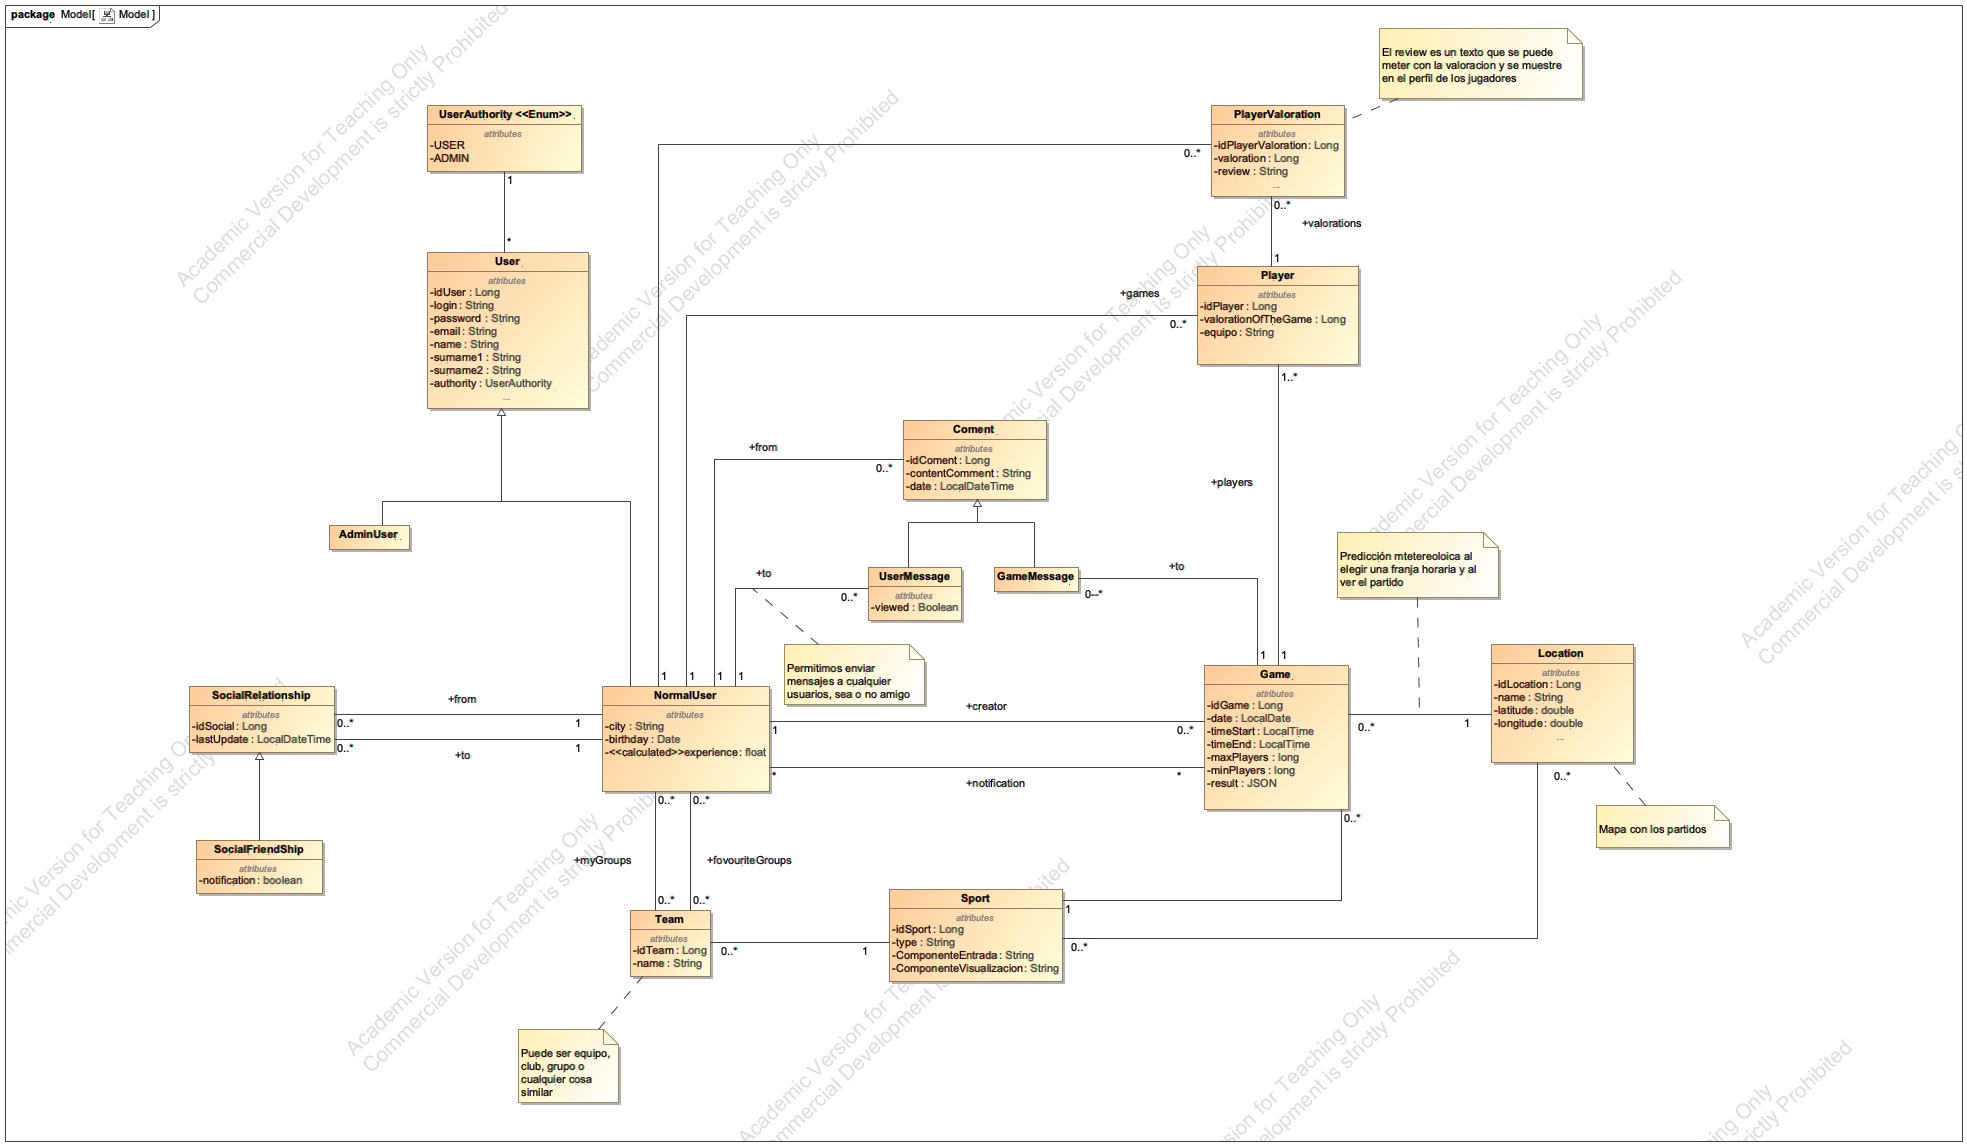 package Model[ Model ]
El review es un texto que se puede
meter con la valoracion y se muestre
en el perfil de los jugadores
UserAuthority <<Enum>>
attributes
-USER
-ADMIN
1
*
PlayerValoration
attributes
-idPlayerValoration : Long
-valoration : Long
-review : String
...
0..*
0..*
+valorations
1
User
attributes
-idUser : Long
-login : String
-password : String
-email : String
-name : String
-surname1 : String
-surname2 : String
-authority : UserAuthority
...
Player
attributes
-idPlayer : Long
-valorationOfTheGame : Long
-equipo : String
+games
0..*
1..*
+players
Coment
attributes
-idComent : Long
-contentComment : String
-date : LocalDateTime
+from
0..*
AdminUser
UserMessage
attributes
-viewed : Boolean
+to
0..*
GameMessage
0--*
+to
Predicción mtetereoloica al
elegir una franja horaria y al
ver el partido
Permitimos enviar
mensajes a cualquier
usuarios, sea o no amigo
1
1
1
1
1
1
SocialRelationship
attributes
-idSocial : Long
-lastUpdate : LocalDateTime
0..*
+from
1
0..*
+to
1
NormalUser
attributes
-city : String
-birthday : Date
-<<calculated>>experience : float
+creator
1
0..*
*
+notification
*
Game
attributes
-idGame : Long
-date : LocalDate
-timeStart : LocalTime
-timeEnd : LocalTime
-maxPlayers : long
-minPlayers : long
-result : JSON
0..*
1
Location
attributes
-idLocation : Long
-name : String
-latitude : double
-longitude : double
...
0..*
Mapa con los partidos
SocialFriendShip
attributes
-notification : boolean
0..*
0..*
+myGroups
+fovouriteGroups
0..*
0..*
0..*
Team
attributes
-idTeam : Long
-name : String
0..*
1
Sport
attributes
-idSport : Long
-type : String
-ComponenteEntrada : String
-ComponenteVisualizacion : String
1
0..*
Puede ser equipo,
club, grupo o
cualquier cosa
similar
Academic Version for Teaching Only
Commercial Development is strictly Prohibited